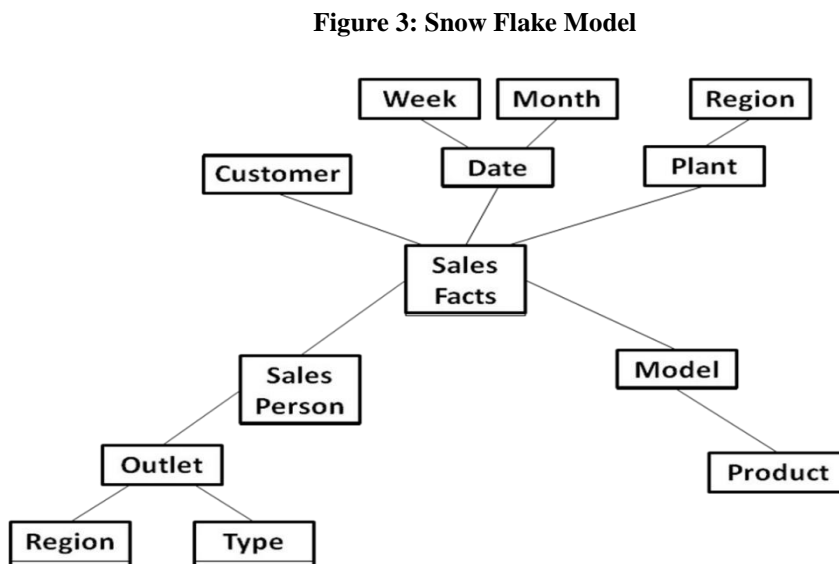 Figure 3: Snow Flake Model
Week
Month
Region
Customer
Date
Plant
Sales
Facts
Sales
Person
Model
Outlet
Product
Region
Type